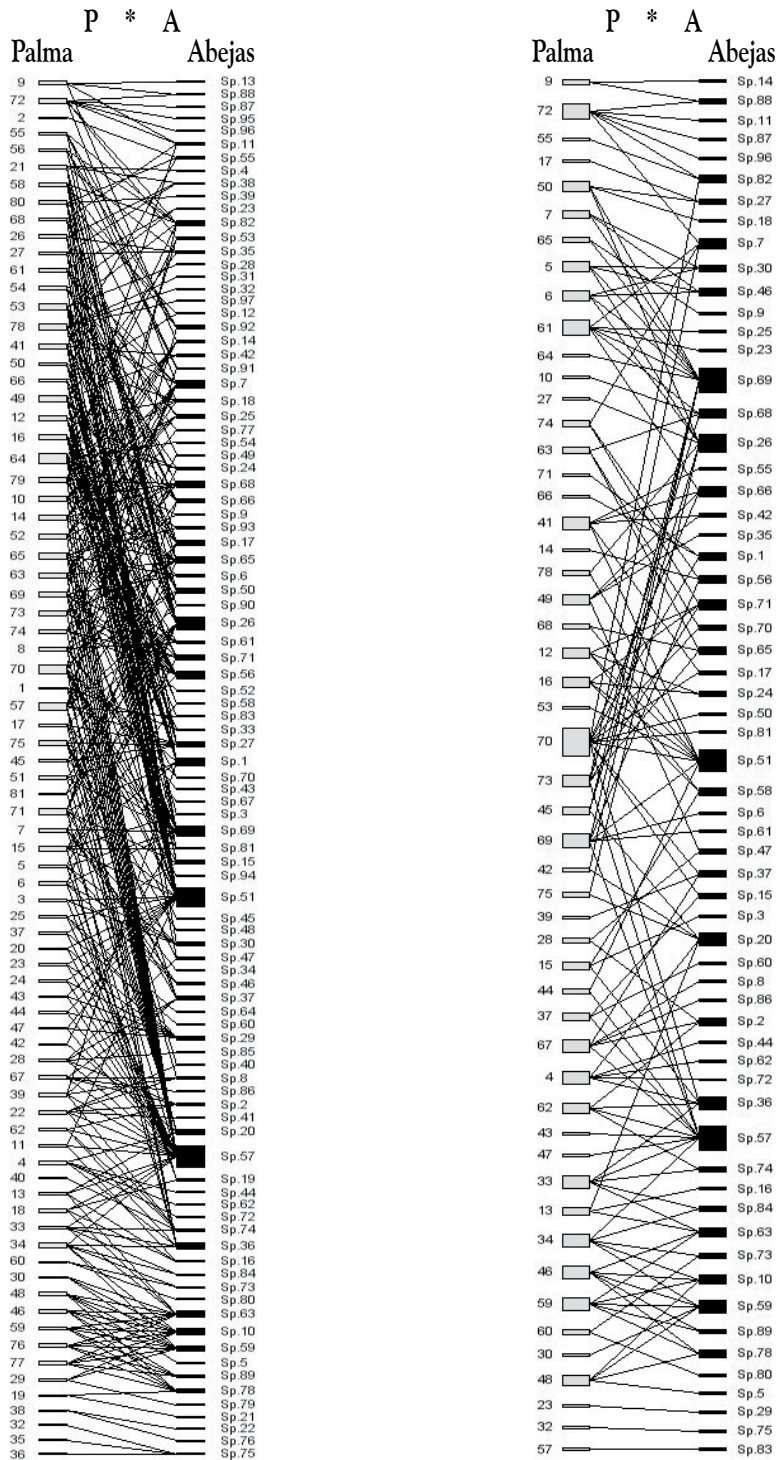 P * A
Palma Abejas
9
72
2
55
56
21
58
80
68
26
27
61
54
53
78
41
50
66
49
12
16
64
79
10
14
52
65
63
69
73
74
8
70
1
57
17
75
45
51
81
71
7
15
5
6
3
25
37
20
23
24
43
44
47
42
28
67
39
22
62
11
4
40
13
18
33
34
60
30
48
46
59
76
77
29
19
38
32
35
36
Sp.13
Sp.88
Sp.87
Sp.95
Sp.96
Sp.11
Sp.55
Sp.4
Sp.38
Sp.39
Sp.23
Sp.82
Sp.53
Sp.35
Sp.28
Sp.31
Sp.32
Sp.97
Sp.12
Sp.92
Sp.14
Sp.42
Sp.91
Sp.7
Sp.18
Sp.25
Sp.77
Sp.54
Sp.49
Sp.24
Sp.68
Sp.66
Sp.9
Sp.93
Sp.17
Sp.65
Sp.6
Sp.50
Sp.90
Sp.26
Sp.61
Sp.71
Sp.56
Sp.52
Sp.58
Sp.83
Sp.33
Sp.27
Sp.1
Sp.70
Sp.43
Sp.67
Sp.3
Sp.69
Sp.81
Sp.15
Sp.94
Sp.51
Sp.45
Sp.48
Sp.30
Sp.47
Sp.34
Sp.46
Sp.37
Sp.64
Sp.60
Sp.29
Sp.85
Sp.40
Sp.8
Sp.86
Sp.2
Sp.41
Sp.20
Sp.57
Sp.19
Sp.44
Sp.62
Sp.72
Sp.74
Sp.36
Sp.16
Sp.84
Sp.73
Sp.80
Sp.63
Sp.10
Sp.59
Sp.5
Sp.89
Sp.78
Sp.79
Sp.21
Sp.22
Sp.76
Sp.75
P * A
Palma Abejas
9
72
55
17
50
7
65
5
6
61
64
10
27
74
63
71
66
41
14
78
49
68
12
16
53
70
73
45
69
42
75
39
28
15
44
37
67
4
62
43
47
33
13
34
46
59
60
30
48
23
32
57
Sp.14
Sp.88
Sp.11
Sp.87
Sp.96
Sp.82
Sp.27
Sp.18
Sp.7
Sp.30
Sp.46
Sp.9
Sp.25
Sp.23
Sp.69
Sp.68
Sp.26
Sp.55
Sp.66
Sp.42
Sp.35
Sp.1
Sp.56
Sp.71
Sp.70
Sp.65
Sp.17
Sp.24
Sp.50
Sp.81
Sp.51
Sp.58
Sp.6
Sp.61
Sp.47
Sp.37
Sp.15
Sp.3
Sp.20
Sp.60
Sp.8
Sp.86
Sp.2
Sp.44
Sp.62
Sp.72
Sp.36
Sp.57
Sp.74
Sp.16
Sp.84
Sp.63
Sp.73
Sp.10
Sp.59
Sp.89
Sp.78
Sp.80
Sp.5
Sp.29
Sp.75
Sp.83